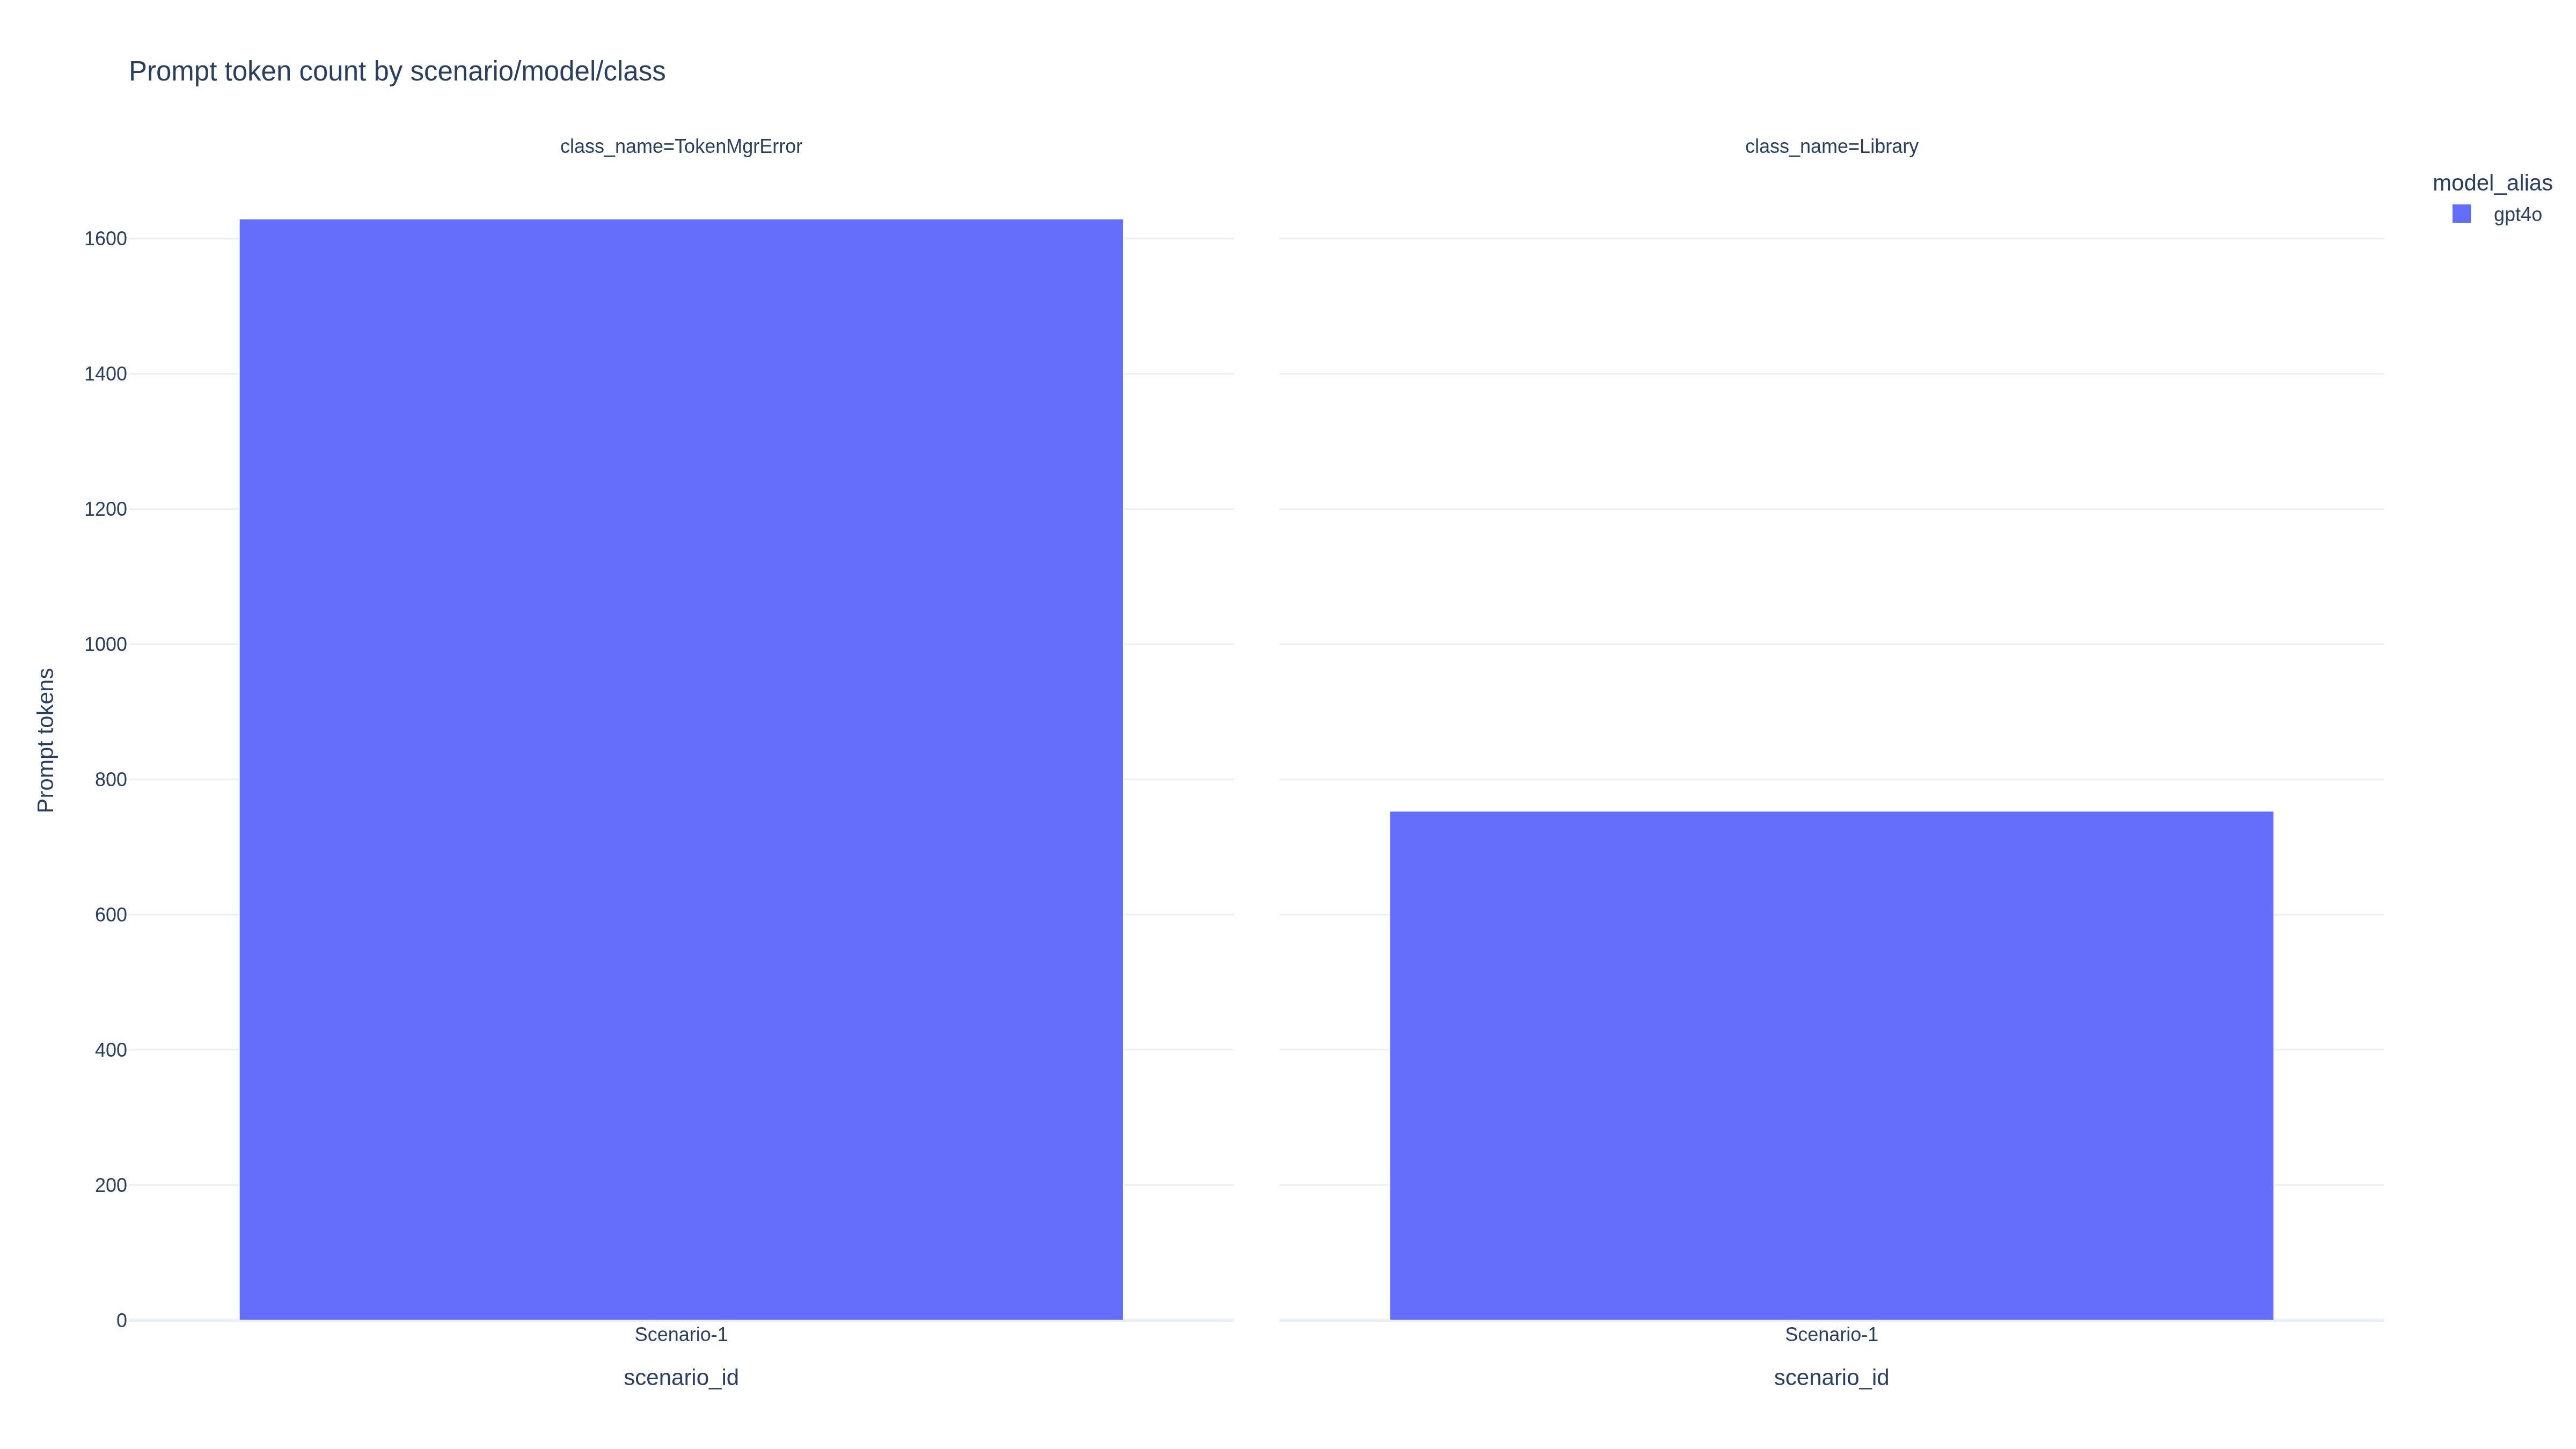 Prompt token count by scenario/model/class
class_name=TokenMgrError
class_name=Library
model_alias
gpt4o
1600
1400
1200
1000
800
600
400
200
0
Prompt tokens
Scenario-1
Scenario-1
scenario_id
scenario_id